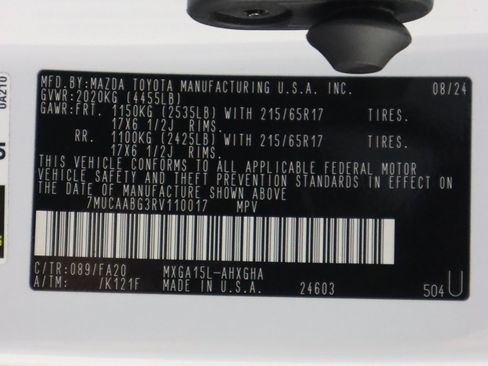 MFD.BY:MAZDA TOYOTA MANUFACTURING U.S.A. INC. 08/24
GVWR:2020KG (4455LB)
GAWR:FRT. 1150KG (2535LB) WITH 215/65R17 TIRES.
17X6 1/2J RIMS.
RR. 1100KG (2425LB) WITH 215/65R17 TIRES.
17X6 1/2J RIMS.
THIS VEHICLE CONFORMS TO ALL APPLICABLE FEDERAL MOTOR
VEHICLE SAFETY AND THEFT PREVENTION STANDARDS IN EFFECT ON
THE DATE OF MANUFACTURE SHOWN ABOVE
7MUCAABG3RV110017 MPV
C/TR:089/FA20 MXGA15L-AHXGHA
A/TM: /K121F MADE IN U.S.A. 24603 504U
0A210